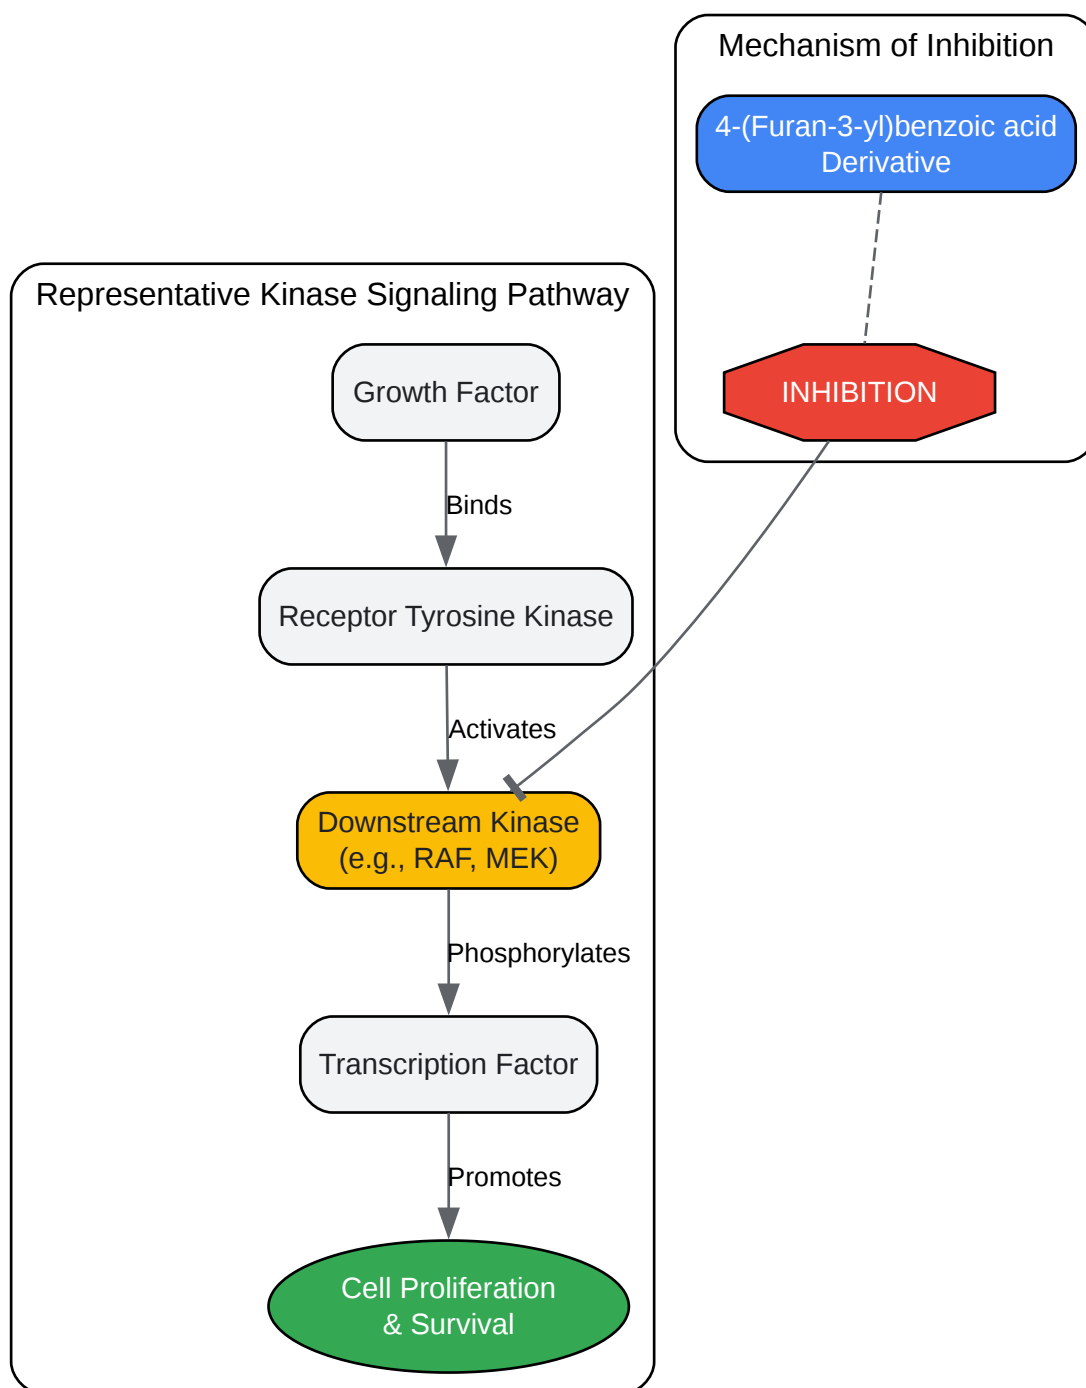 Mechanism of Inhibition
4-(Furan-3-yl)benzoic acid
Derivative
INHIBITION
Representative Kinase Signaling Pathway
Growth Factor
Binds
Receptor Tyrosine Kinase
Activates
Downstream Kinase
(e.g., RAF, MEK)
Phosphorylates
Transcription Factor
Promotes
Cell Proliferation
& Survival